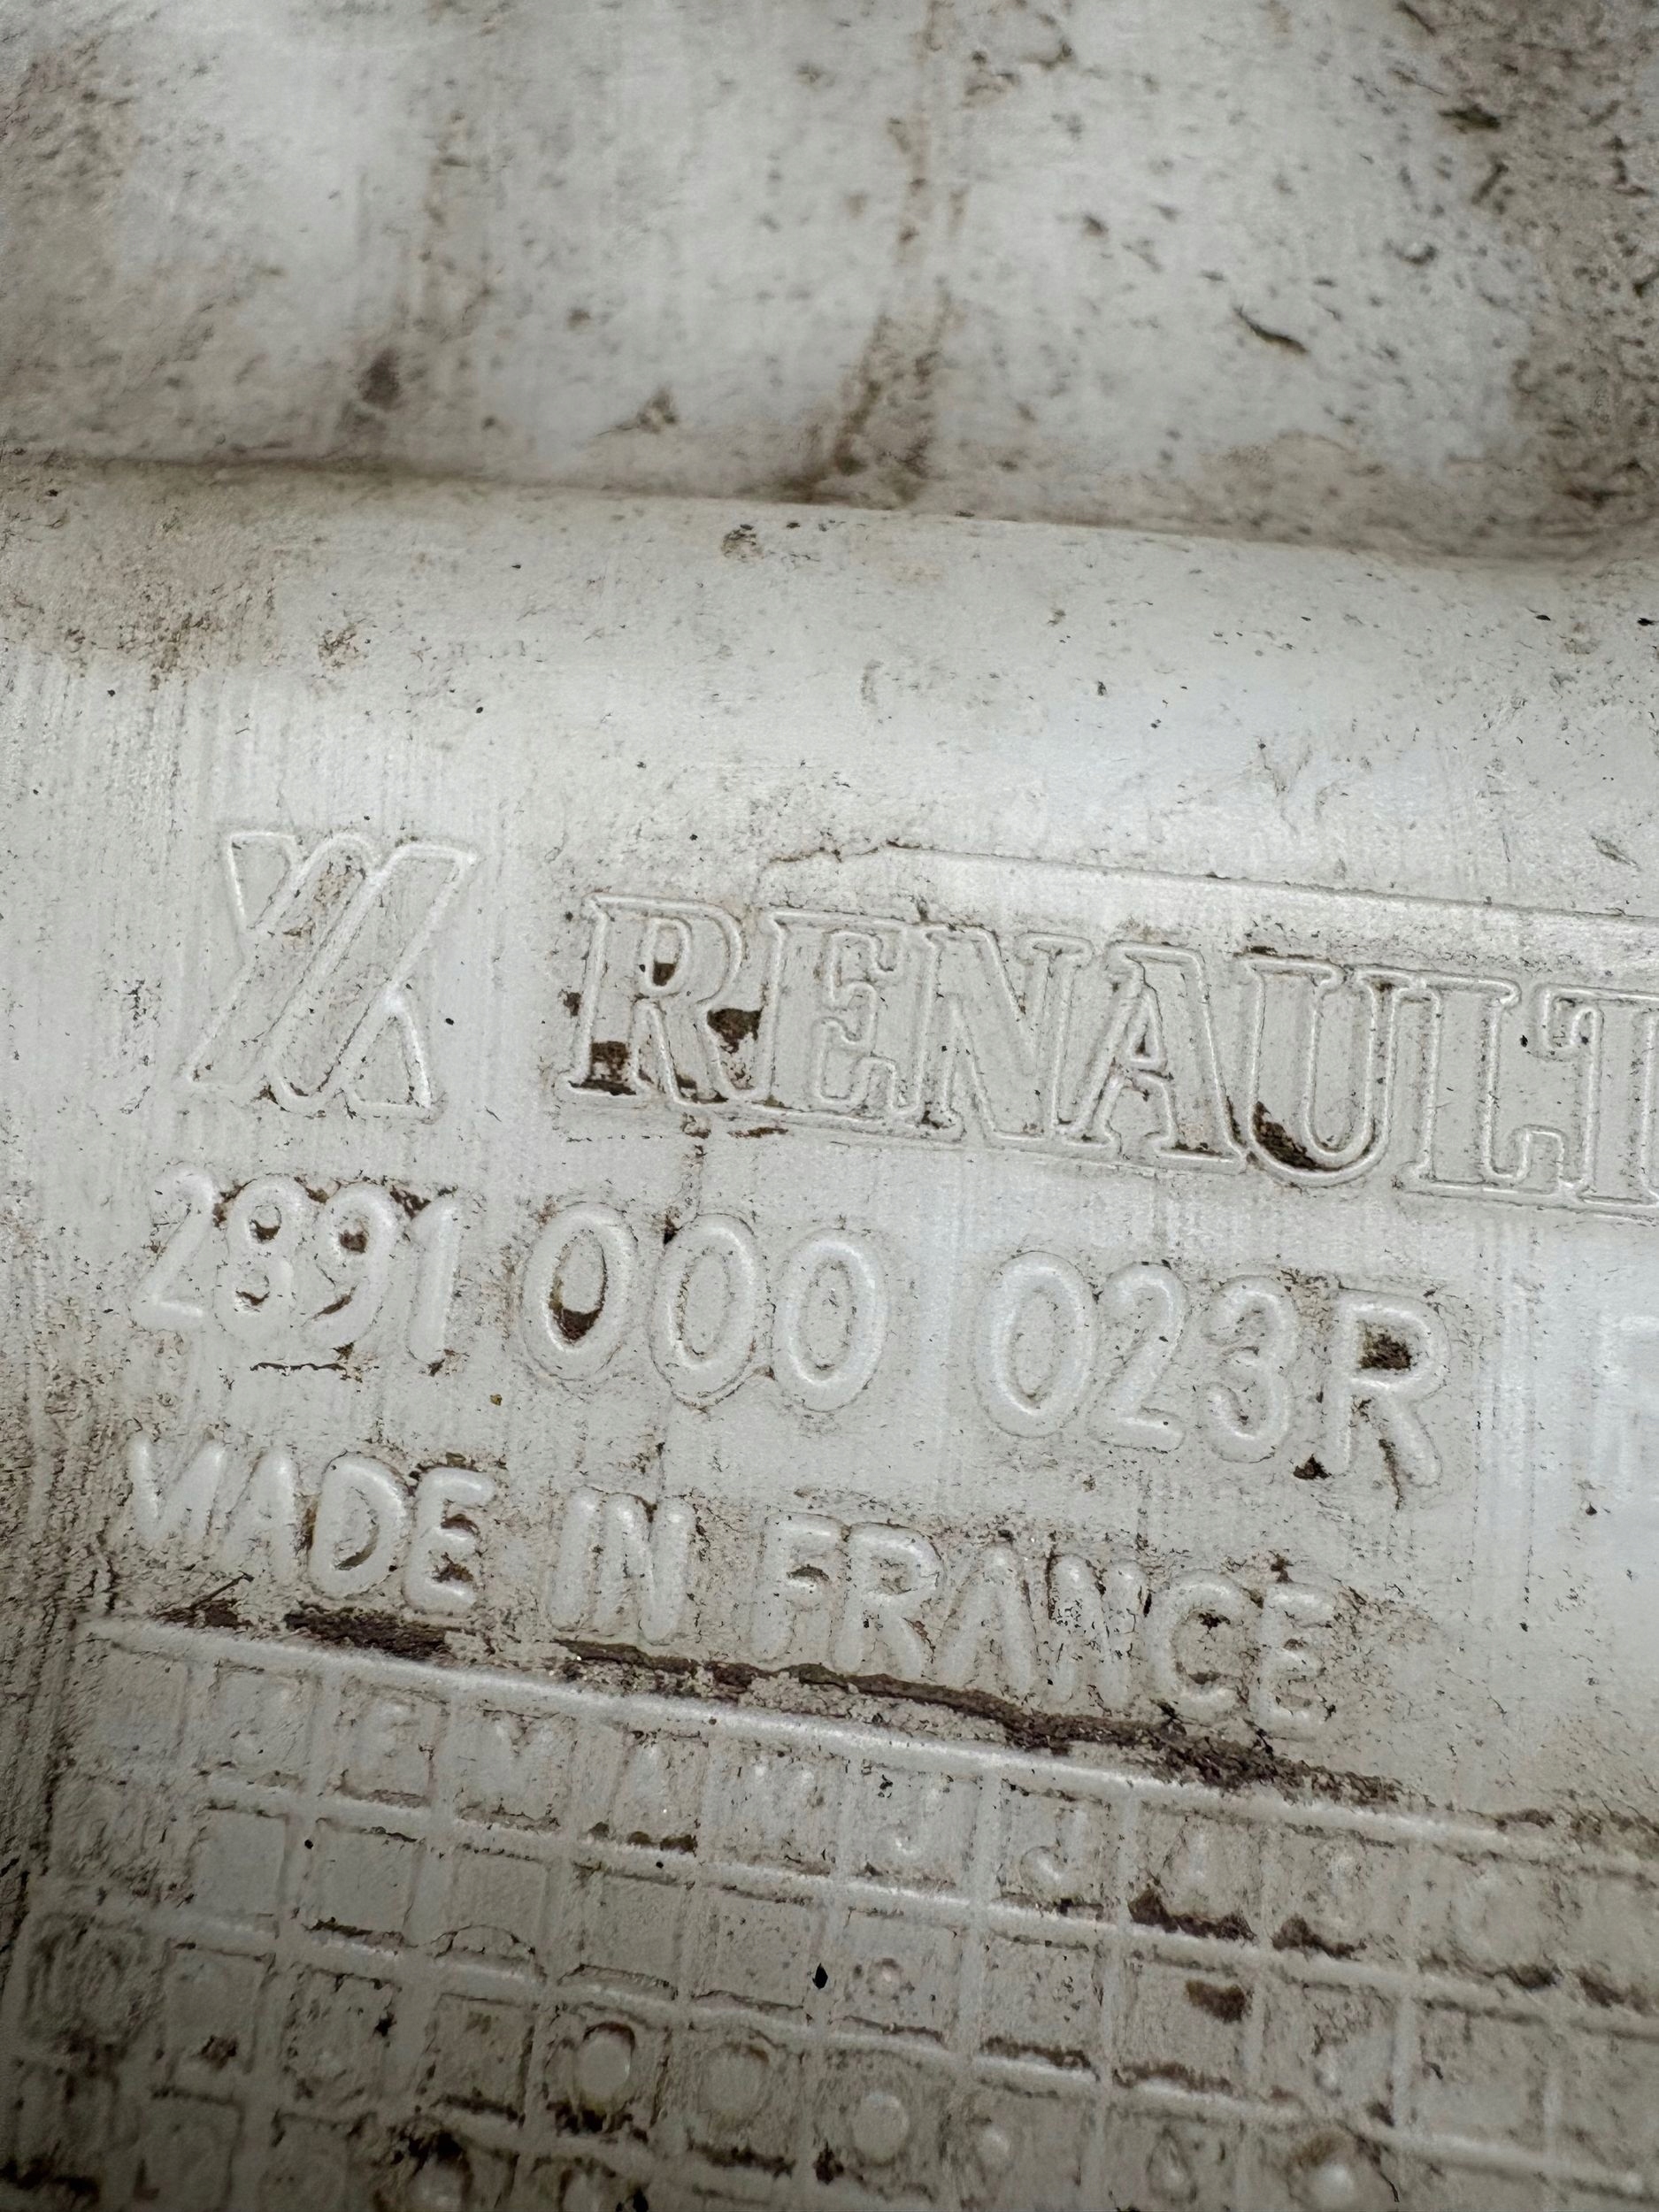 RENAULT
2891 000 023R
MADE IN FRANCE
J F M A M J J A S